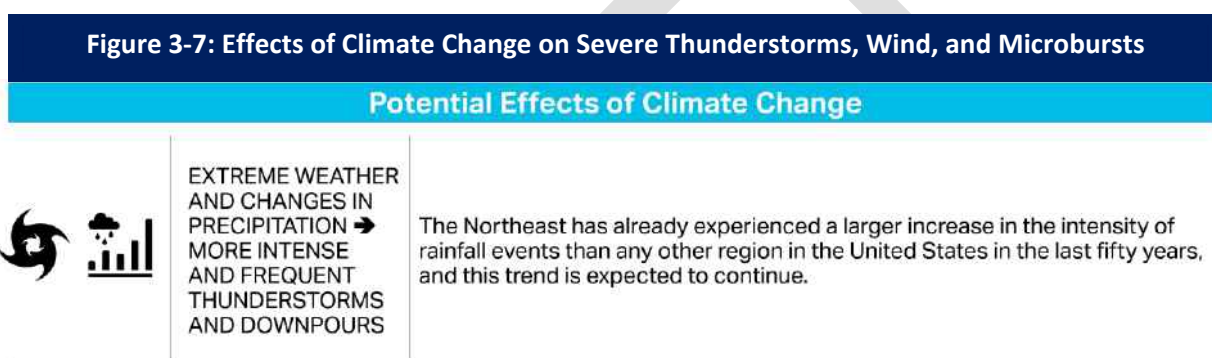 Figure 3-7: Effects of Climate Change on Severe Thunderstorms, Wind, and Microbursts
Potential Effects of Climate Change
EXTREME WEATHER
AND CHANGES IN
PRECIPITATION ➔
MORE INTENSE
AND FREQUENT
THUNDERSTORMS
AND DOWNPOURS
The Northeast has already experienced a larger increase in the intensity of
rainfall events than any other region in the United States in the last fifty years,
and this trend is expected to continue.